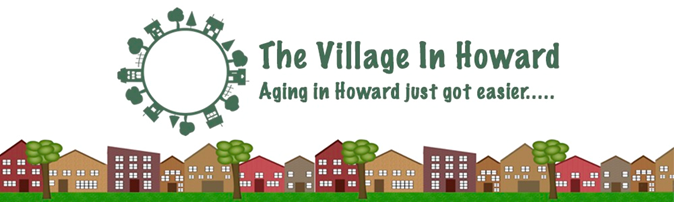 The Village In Howard
Aging in Howard just got easier.....